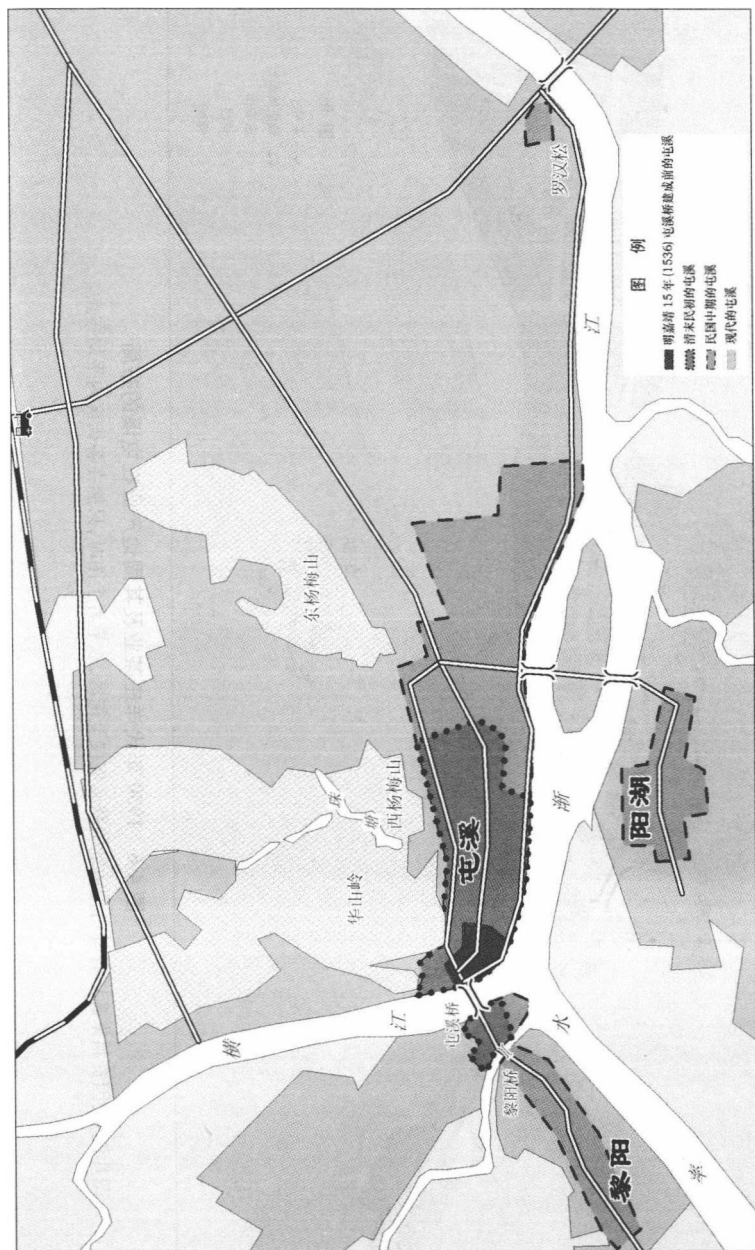 图 例
明嘉靖 15 年 (1536) 屯溪桥建成前的屯溪
清末民初的屯溪
民国中期的屯溪
现代的屯溪
罗汉松
东杨梅山
西杨梅山
华山岭
屯溪
阳湖
黎阳
屯溪桥
黎阳桥
横
江
浙
江
率
水